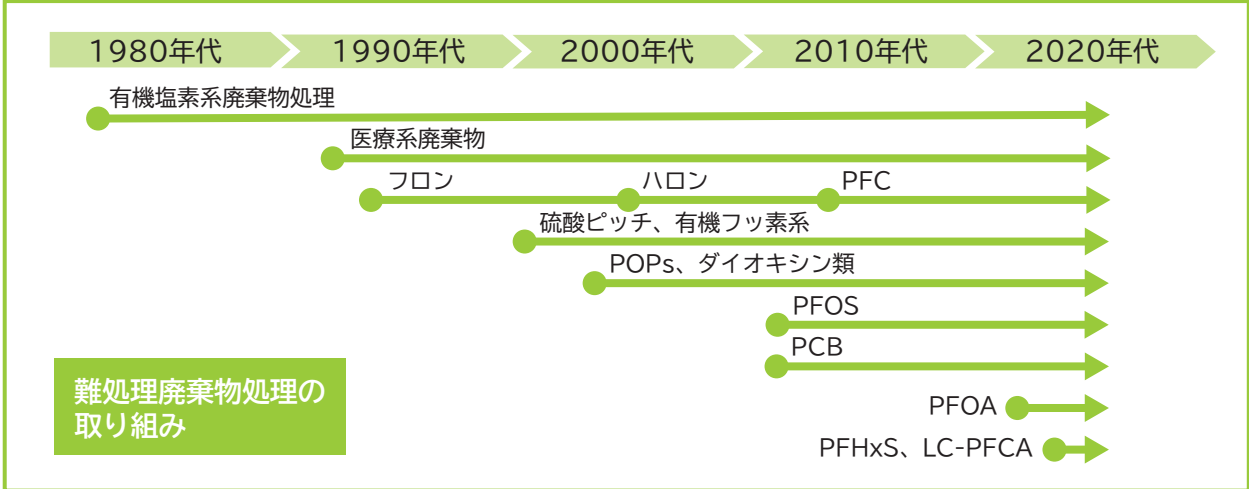 1980年代
1990年代
2000年代
2010年代
2020年代
有機塩素系廃棄物処理
医療系廃棄物
フロン
ハロン
PFC
硫酸ピッチ、有機フッ素系
POPs、ダイオキシン類
PFOS
PCB
PFOA
PFHxS、LC-PFCA
難処理廃棄物処理の
取り組み